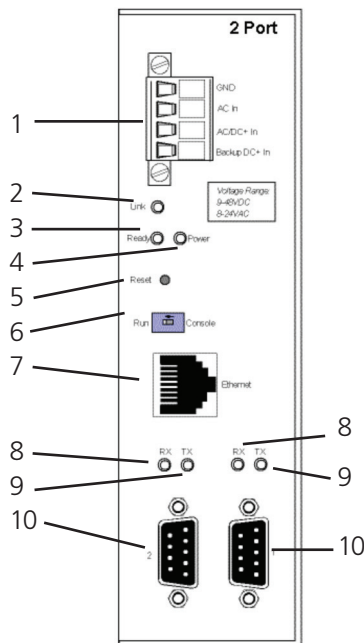 2 Port
GND
AC In
1
AC/DC+ In
Backup DC+ In
2
Link
Voltage Range
9-48VDC
8-24VAC
3
Ready
Power
4
5
Reset
6
Run
Console
7
Ethernet
8
RX TX
RX TX
8
9
9
10
2
1
10